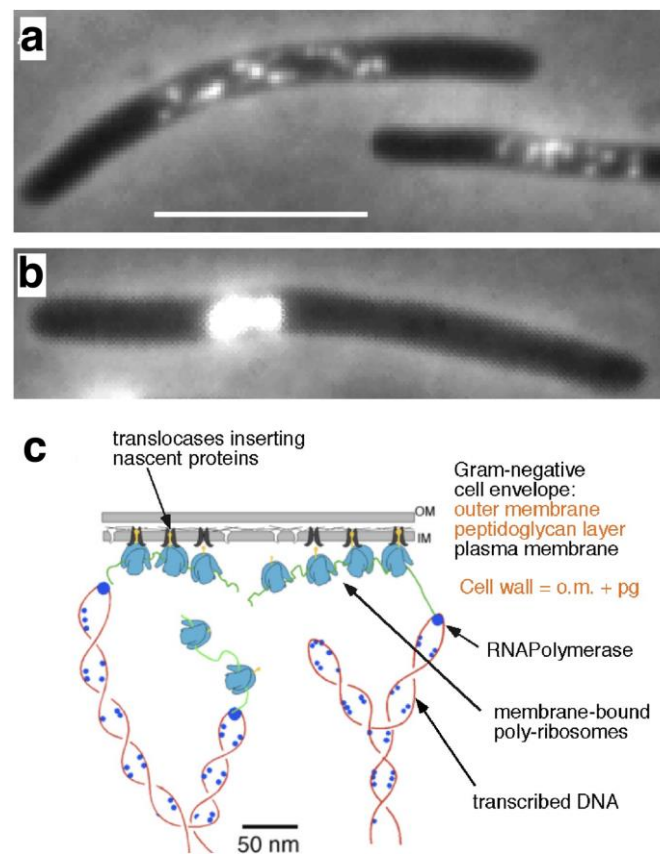 a
b
c
translocases inserting
nascent proteins
OM
IM
Gram-negative
cell envelope:
outer membrane
peptidoglycan layer
plasma membrane
Cell wall = o.m. + pg
RNAPolymerase
membrane-bound
poly-ribosomes
transcribed DNA
50 nm